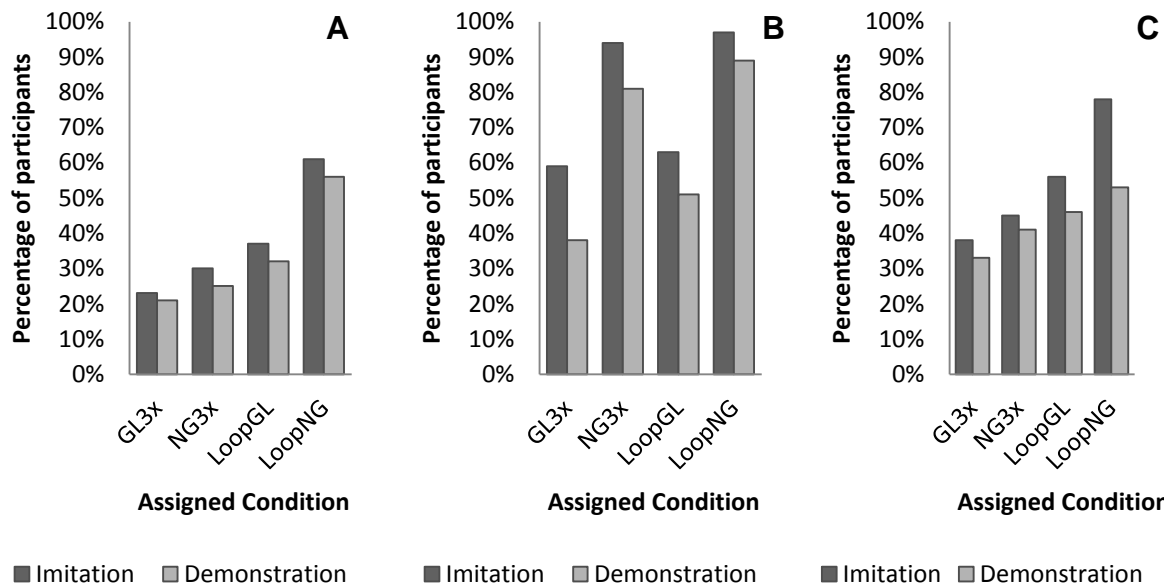 A
Percentage of participants
100%
90%
80%
70%
60%
50%
40%
30%
20%
10%
0%
GL3x
NG3x
LoopGL
LoopNG
Assigned Condition
Imitation Demonstration
B
Percentage of participants
100%
90%
80%
70%
60%
50%
40%
30%
20%
10%
0%
GL3x
NG3x
LoopGL
LoopNG
Assigned Condition
Imitation Demonstration
C
Percentage of participants
100%
90%
80%
70%
60%
50%
40%
30%
20%
10%
0%
GL3x
NG3x
LoopGL
LoopNG
Assigned Condition
Imitation Demonstration